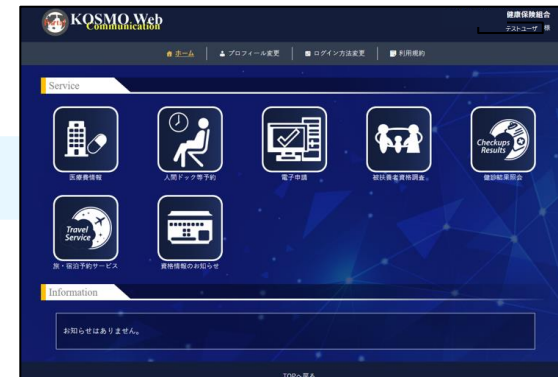 KOSMO Web
Communication
健康保険組合
テストユーザ 様
ホーム
プロフィール変更
ログイン方法変更
利用規約
Service
医療費情報
人間ドック等予約
電子申請
被扶養者資格調査
Checkups
Results
健診結果照会
Travel
Service
旅・宿泊予約サービス
資格情報のお知らせ
Information
お知らせはありません。
TOPへ戻る